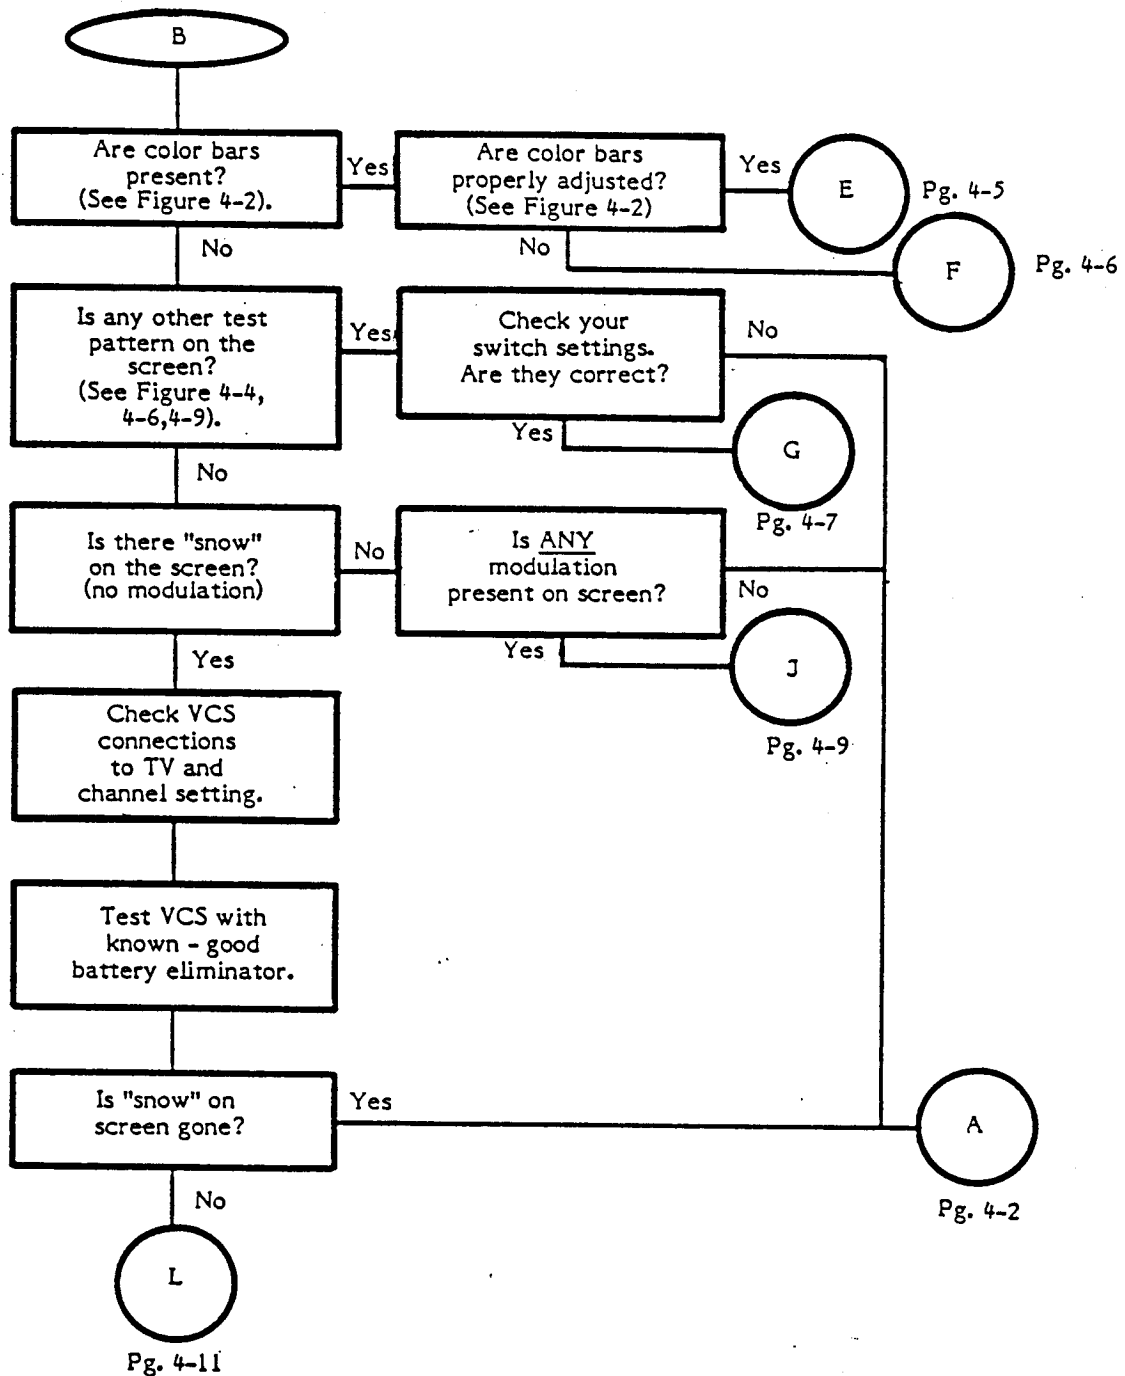 B
Are color bars
present?
(See Figure 4-2).
Yes
Are color bars
properly adjusted?
(See Figure 4-2)
Yes
E
Pg. 4-5
No
No
F
Pg. 4-6
Is any other test
pattern on the
screen?
(See Figure 4-4,
4-6,4-9).
Yes
Check your
switch settings.
Are they correct?
No
Yes
G
Pg. 4-7
No
Is there "snow"
on the screen?
(no modulation)
No
Is ANY
modulation
present on screen?
No
Yes
J
Pg. 4-9
Yes
Check VCS
connections
to TV and
channel setting.
Test VCS with
known - good
battery eliminator.
Is "snow" on
screen gone?
Yes
A
Pg. 4-2
No
L
Pg. 4-11